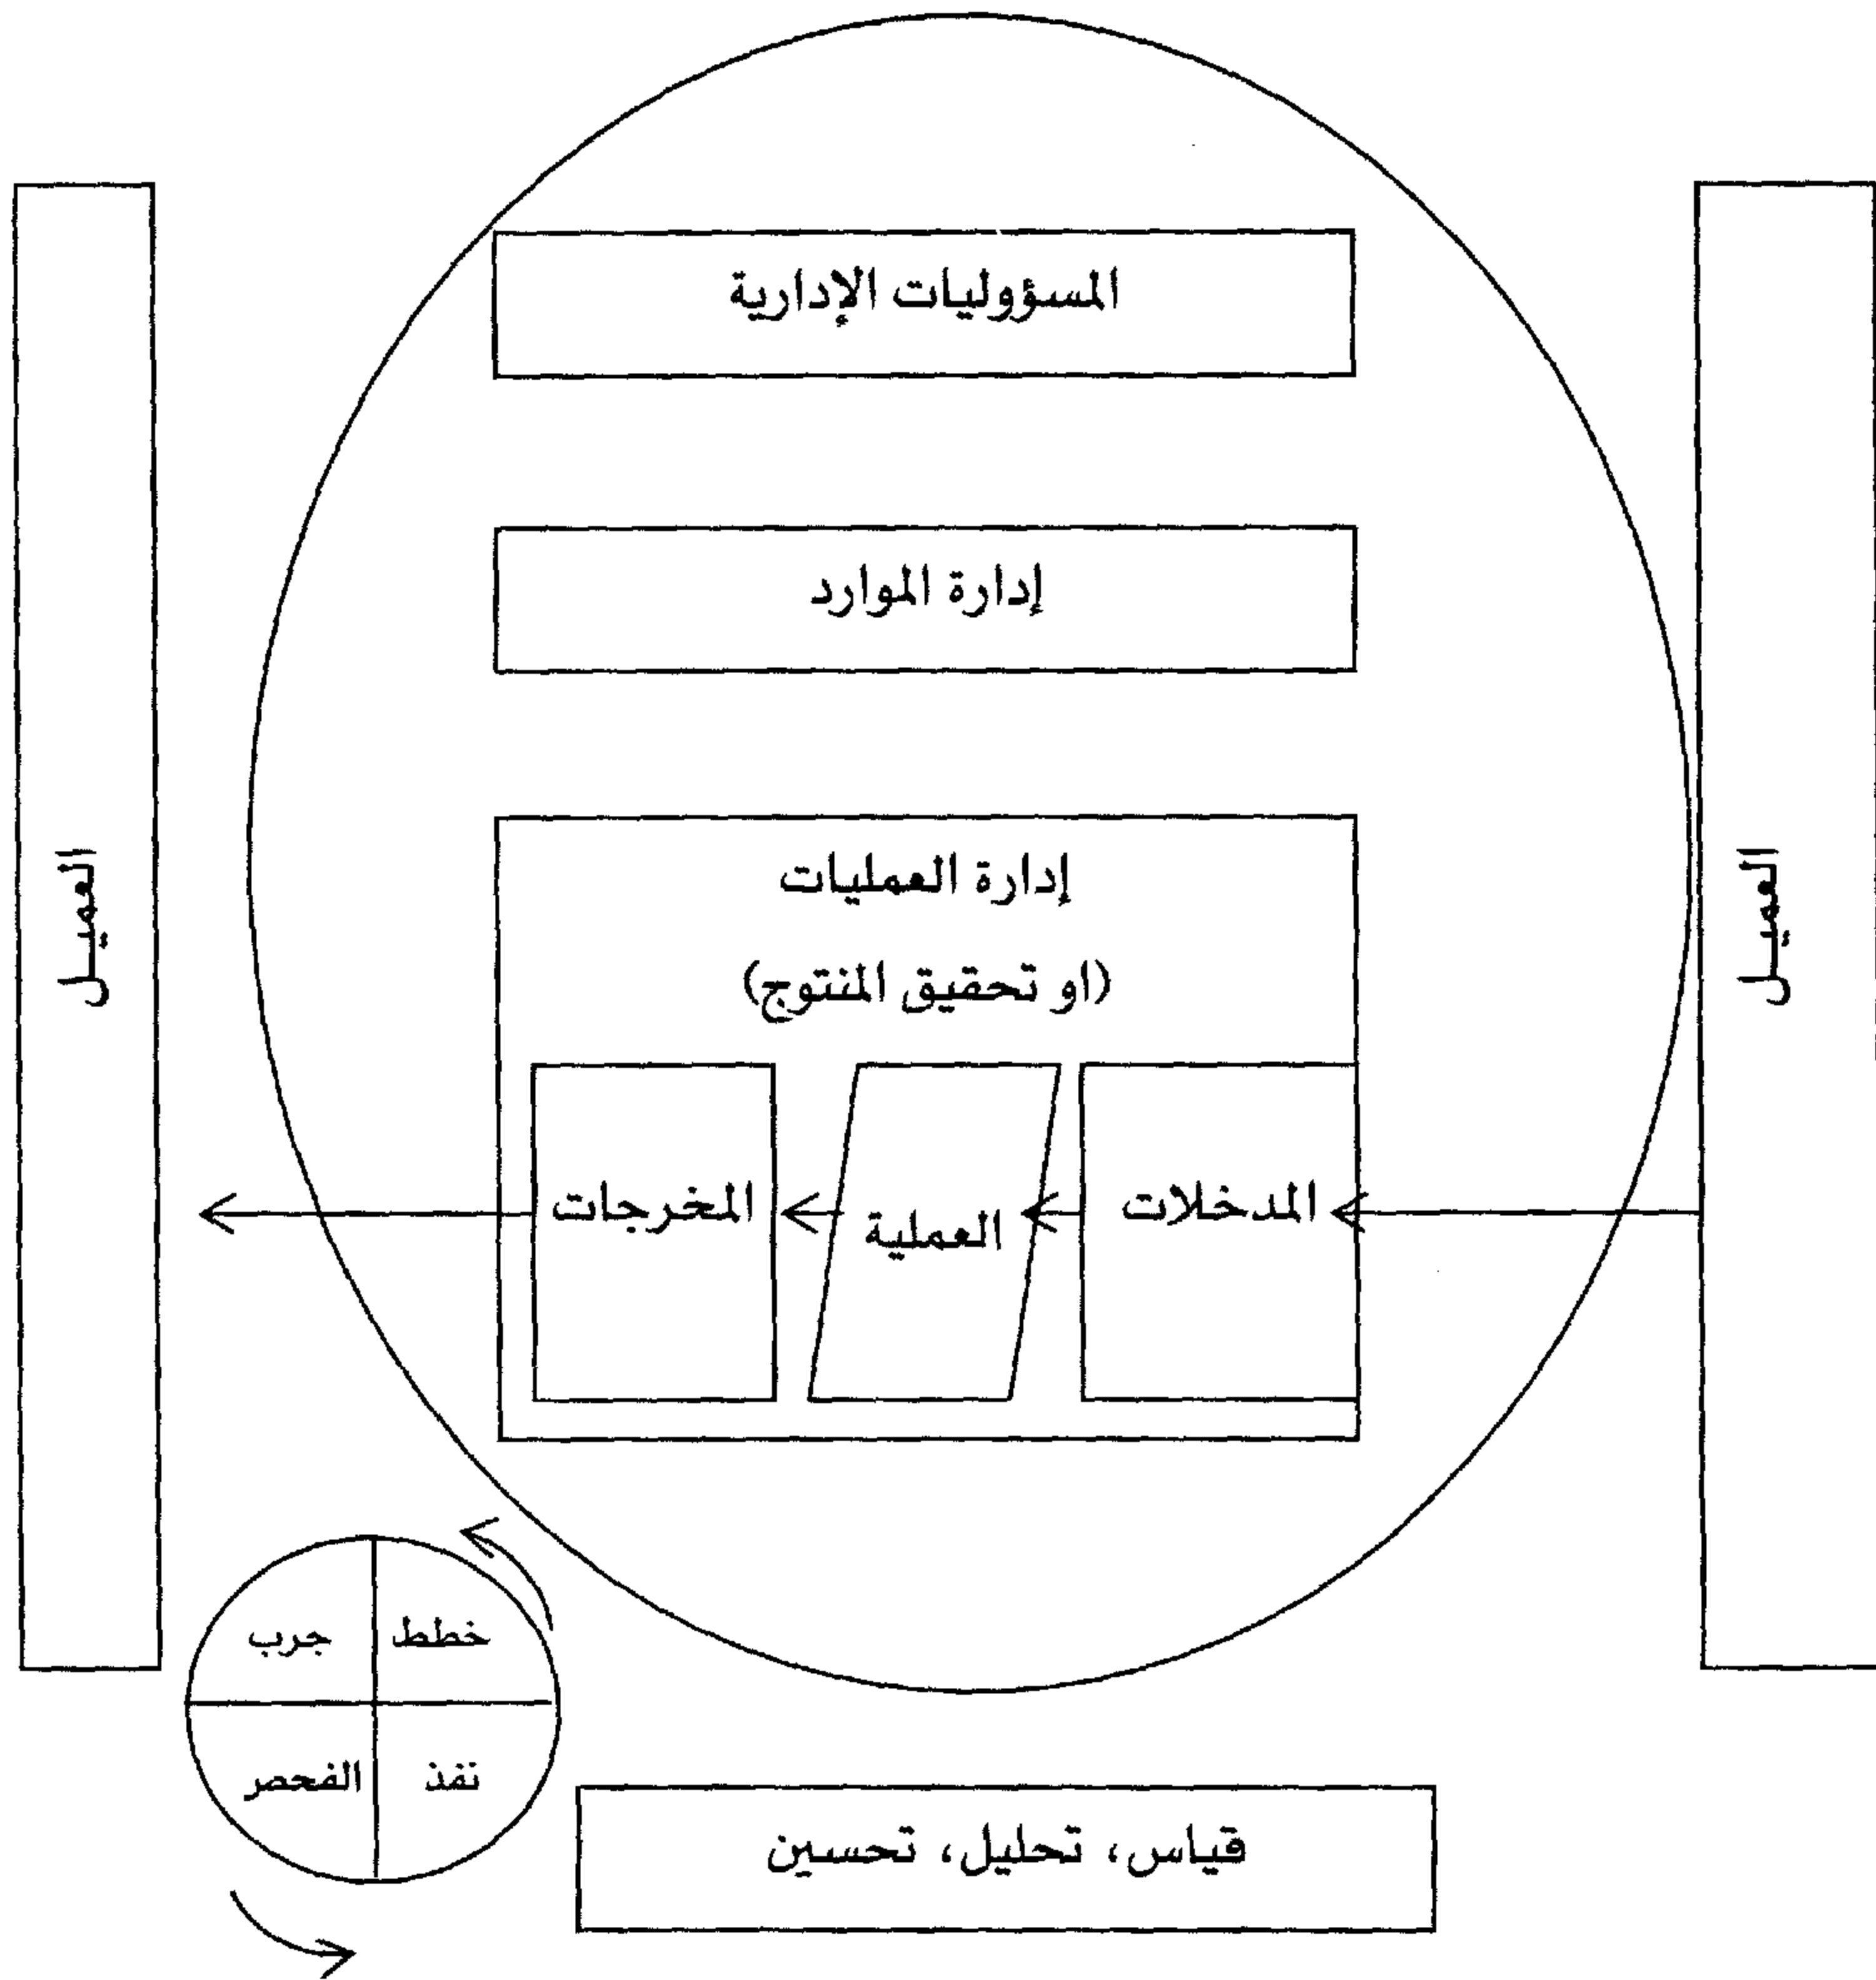 المسؤوليات الإدارية
إدارة الموارد
العميل
العميل
إدارة العمليات
(او تحقيق المنتوج)
المدخلات
العملية
المخرجات
خطط
جرب
نفذ
الفحصر
قياس، تحليل، تحسين